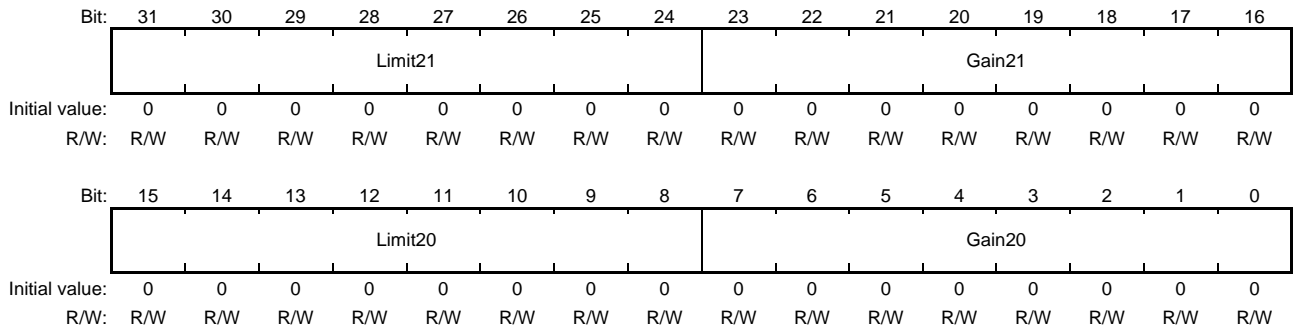 Bit: 31 30 29 28 27 26 25 24 23 22 21 20 19 18 17 16
Limit21 Gain21
Initial value: 0 0 0 0 0 0 0 0 0 0 0 0 0 0 0 0
R/W: R/W R/W R/W R/W R/W R/W R/W R/W R/W R/W R/W R/W R/W R/W R/W R/W
Bit: 15 14 13 12 11 10 9 8 7 6 5 4 3 2 1 0
Limit20 Gain20
Initial value: 0 0 0 0 0 0 0 0 0 0 0 0 0 0 0 0
R/W: R/W R/W R/W R/W R/W R/W R/W R/W R/W R/W R/W R/W R/W R/W R/W R/W